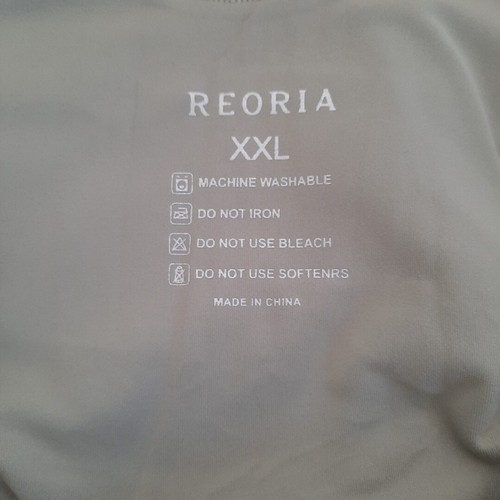 REORIA
XXL
MACHINE WASHABLE
DO NOT IRON
DO NOT USE BLEACH
DO NOT USE SOFTENRS
MADE IN CHINA